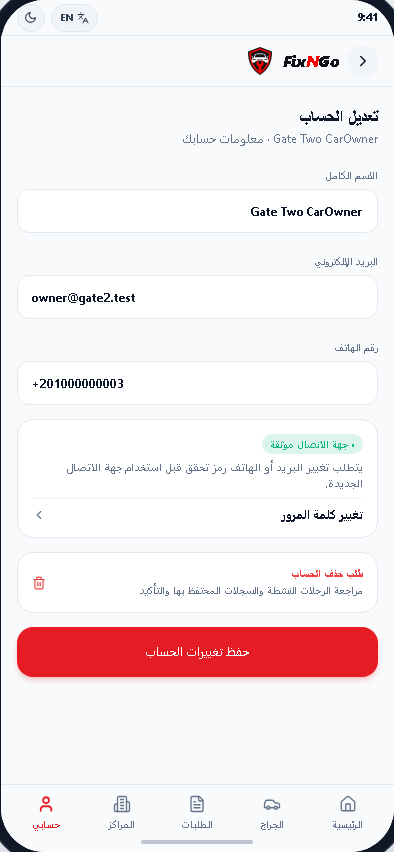 9:41
EN
FixNGo
تعديل الحساب
Gate Two CarOwner · معلومات حسابك
الاسم الكامل
Gate Two CarOwner
البريد الإلكتروني
owner@gate2.test
رقم الهاتف
+201000000003
جهة الاتصال موثقة
يتطلب تغيير البريد أو الهاتف رمز تحقق قبل استخدام جهة الاتصال
الجديدة.
تغيير كلمة المرور
طلب حذف الحساب
مراجعة الرحلات النشطة والسجلات المحتفظ بها والتأكيد
حفظ تغييرات الحساب
الرئيسية
الجراج
الطلبات
المراكز
حسابي